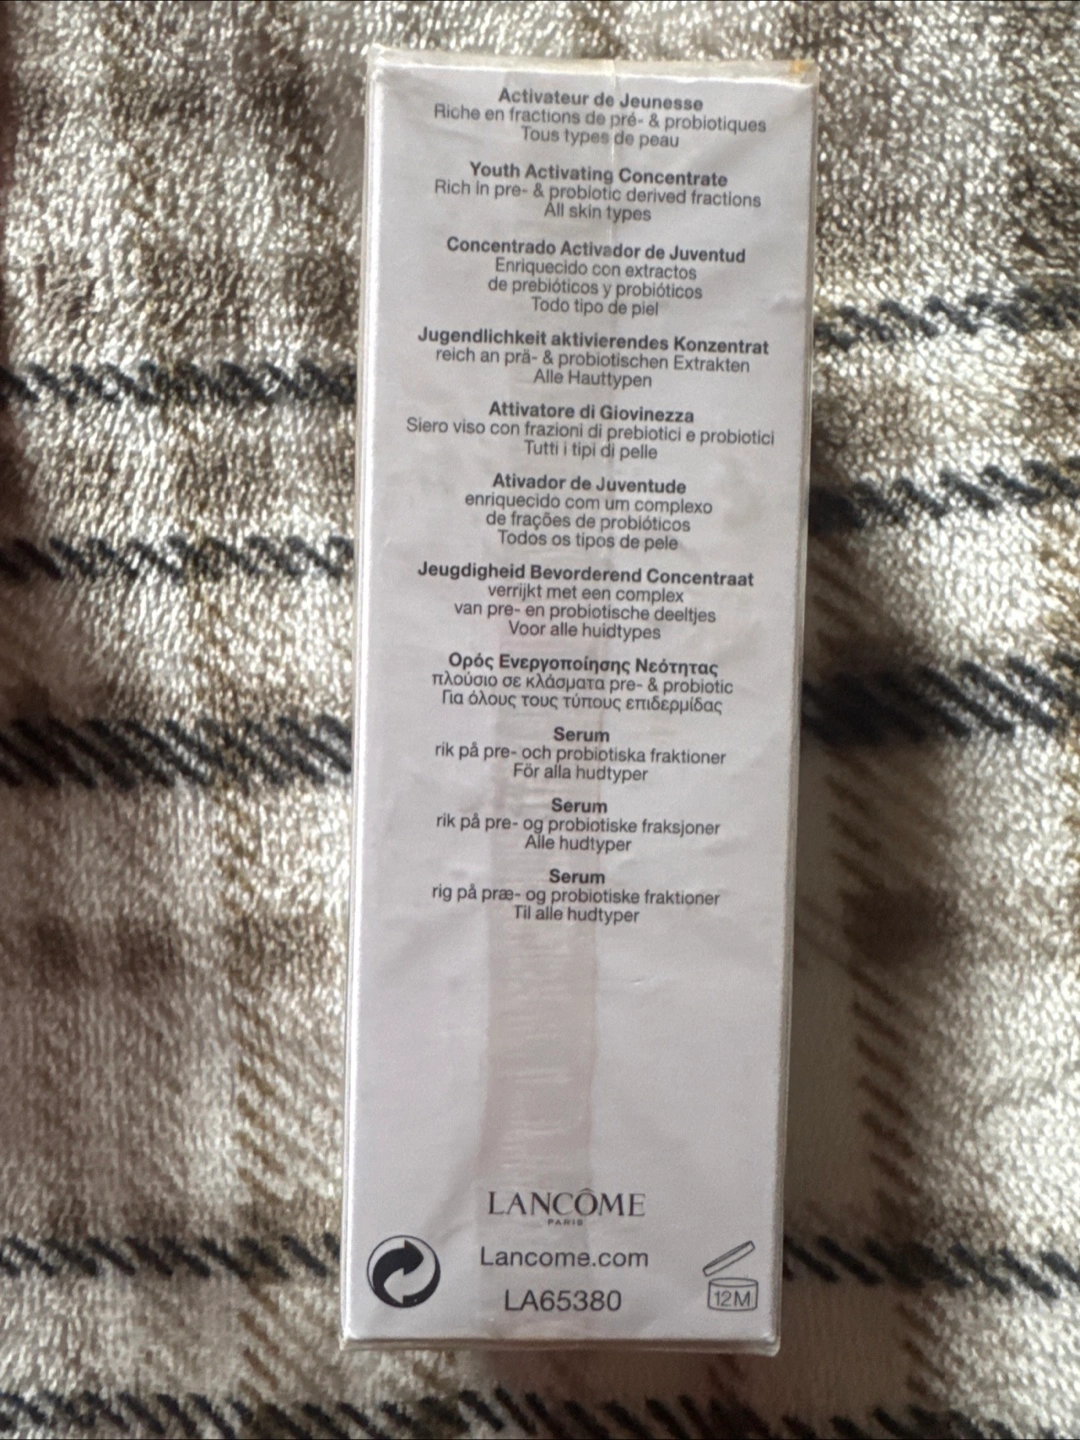 Activateur de Jeunesse
Riche en fractions de pré- & probiotiques
Tous types de peau
Youth Activating Concentrate
Rich in pre- & probiotic derived fractions
All skin types
Concentrado Activador de Juventud
Enriquecido con extractos
de prebióticos y probióticos
Todo tipo de piel
Jugendlichkeit aktivierendes Konzentrat
reich an prä- & probiotischen Extrakten
Alle Hauttypen
Attivatore di Giovinezza
Siero viso con frazioni di prebiotici e probiotici
Tutti i tipi di pelle
Ativador de Juventude
enriquecido com um complexo
de frações de probióticos
Todos os tipos de pele
Jeugdigheid Bevorderend Concentraat
verrijkt met een complex
van pre- en probiotische deeltjes
Voor alle huidtypes
Ορός Ενεργοποίησης Νεότητας
πλούσιο σε κλάσματα pre- & probiotic
Για όλους τους τύπους επιδερμίδας
Serum
rik på pre- och probiotiska fraktioner
För alla hudtyper
Serum
rik på pre- og probiotiske fraksjoner
Alle hudtyper
Serum
rig på præ- og probiotiske fraktioner
Til alle hudtyper
LANCÔME
PARIS
Lancome.com
LA65380
12M